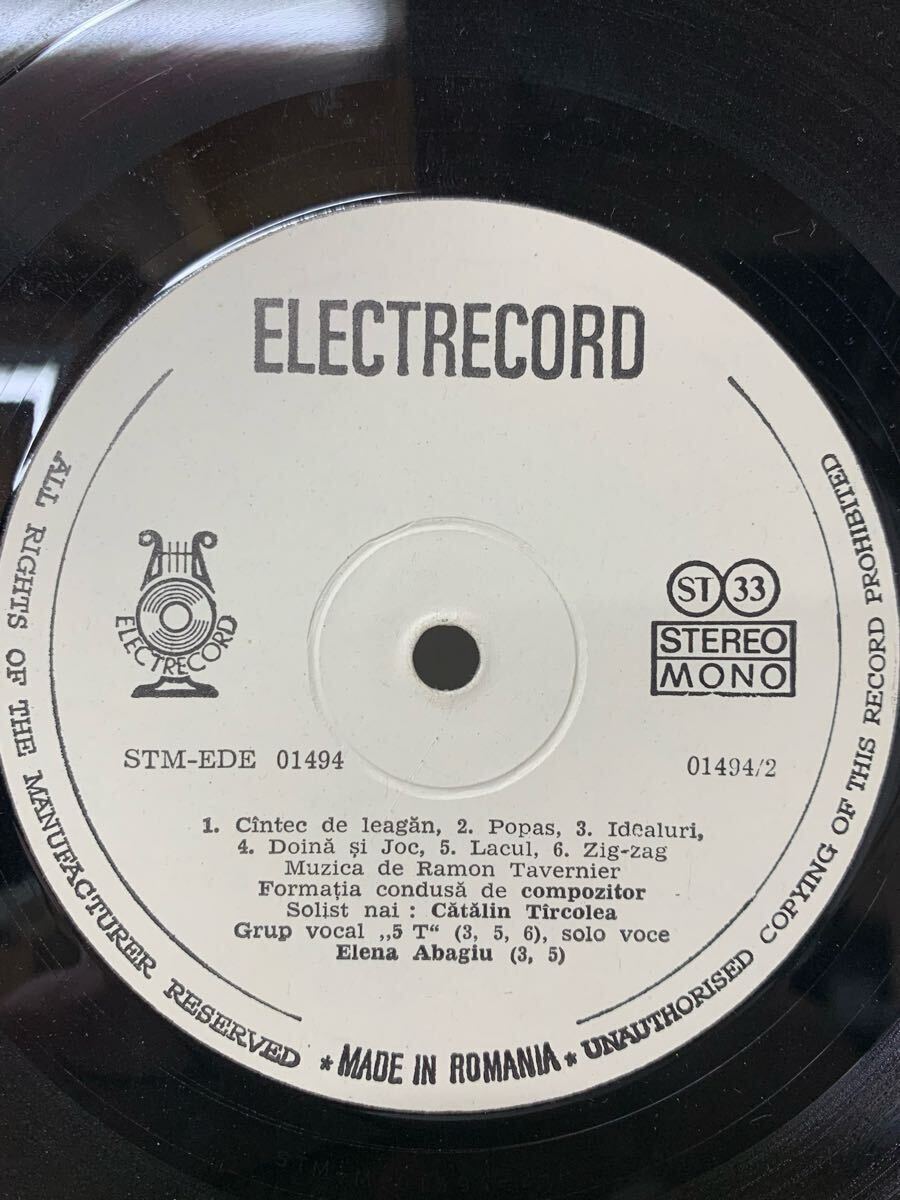 ELECTRECORD
ELECTRECORD
ST 33
STEREO
MONO
STM-EDE 01494
01494/2
1. Cîntec de leagăn, 2. Popas, 3. Idealuri,
4. Doină și Joc, 5. Lacul, 6. Zig-zag
Muzica de Ramon Tavernier
Formația condusă de compozitor
Solist nai : Cătălin Tîrcolea
Grup vocal „5 T“ (3, 5, 6), solo voce
Elena Abagiu (3, 5)
ALL RIGHTS OF THE MANUFACTURER RESERVED * MADE IN ROMANIA * UNAUTHORISED COPYING OF THIS RECORD PROHIBITED